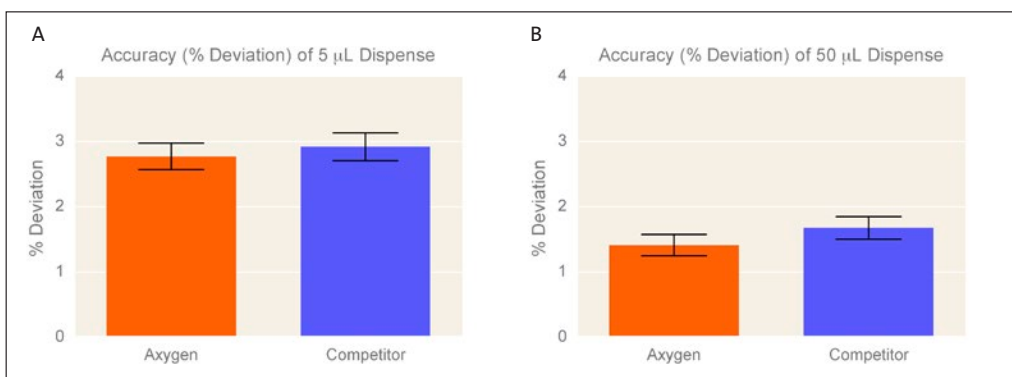 A
Accuracy (% Deviation) of 5 μL Dispense
4
3
2
1
0
% Deviation
Axygen
Competitor
B
Accuracy (% Deviation) of 50 μL Dispense
4
3
2
1
0
% Deviation
Axygen
Competitor